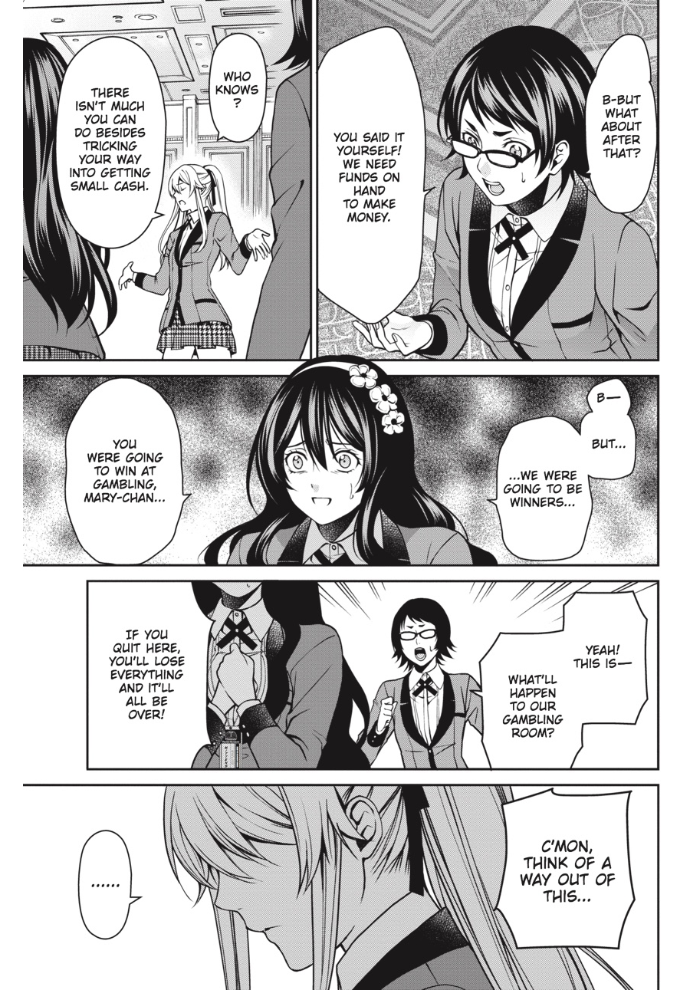 B-BUT
WHAT
ABOUT
AFTER
THAT?
YOU SAID IT
YOURSELF!
WE NEED
FUNDS ON
HAND
TO MAKE
MONEY.
WHO
KNOWS
?
THERE
ISN'T MUCH
YOU CAN
DO BESIDES
TRICKING
YOUR WAY
INTO GETTING
SMALL CASH.
B—
BUT...
...WE WERE
GOING TO BE
WINNERS...
YOU
WERE GOING
TO WIN AT
GAMBLING,
MARY-CHAN...
YEAH!
THIS IS—
WHAT'LL
HAPPEN
TO OUR
GAMBLING
ROOM?
IF YOU
QUIT HERE,
YOU'LL LOSE
EVERYTHING
AND IT'LL
ALL BE
OVER!
C'MON,
THINK OF A
WAY OUT OF
THIS...
......